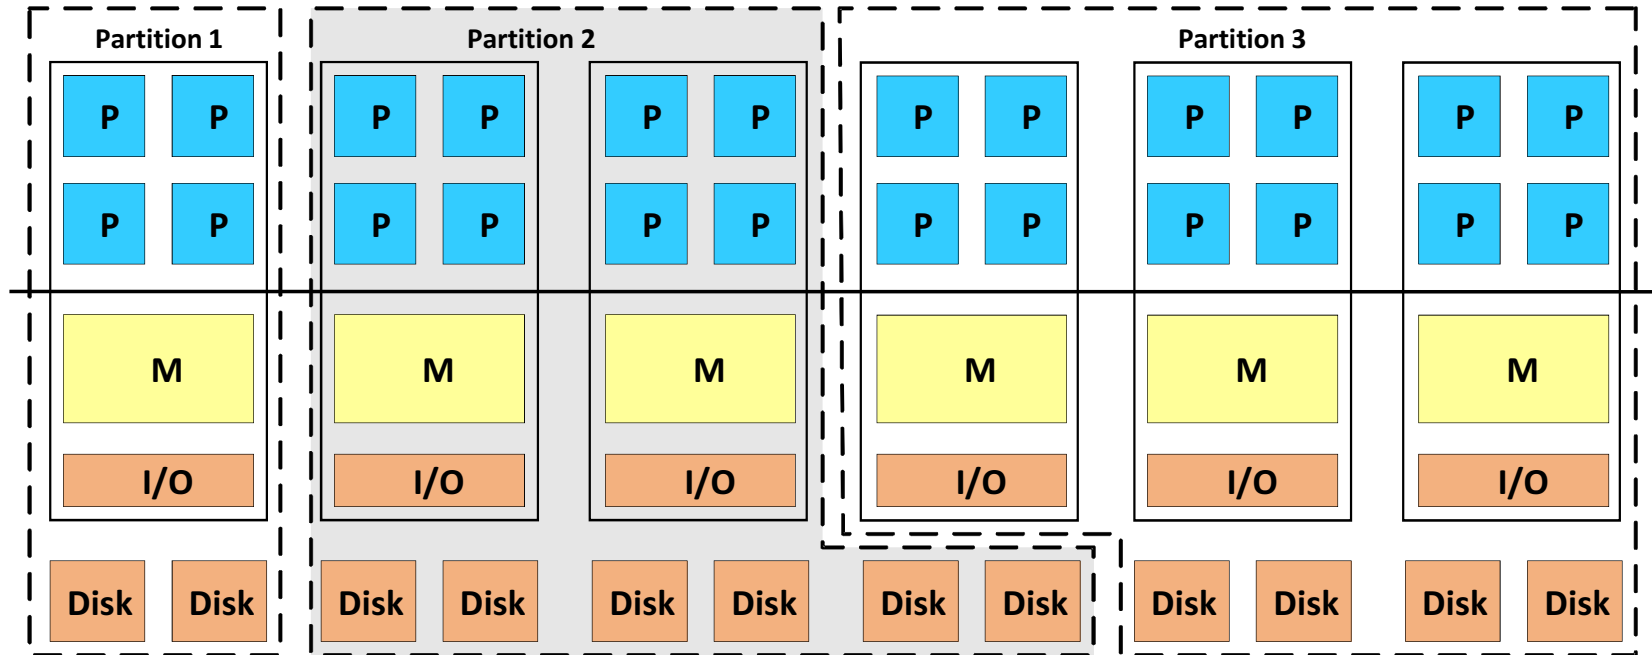 Partition 1 Partition 2 Partition 3
P P P P P P P P P P P P
P P P P P P P P P P P P
M M M M M M
I/O I/O I/O I/O I/O I/O
Disk Disk Disk Disk Disk Disk Disk Disk Disk Disk Disk Disk